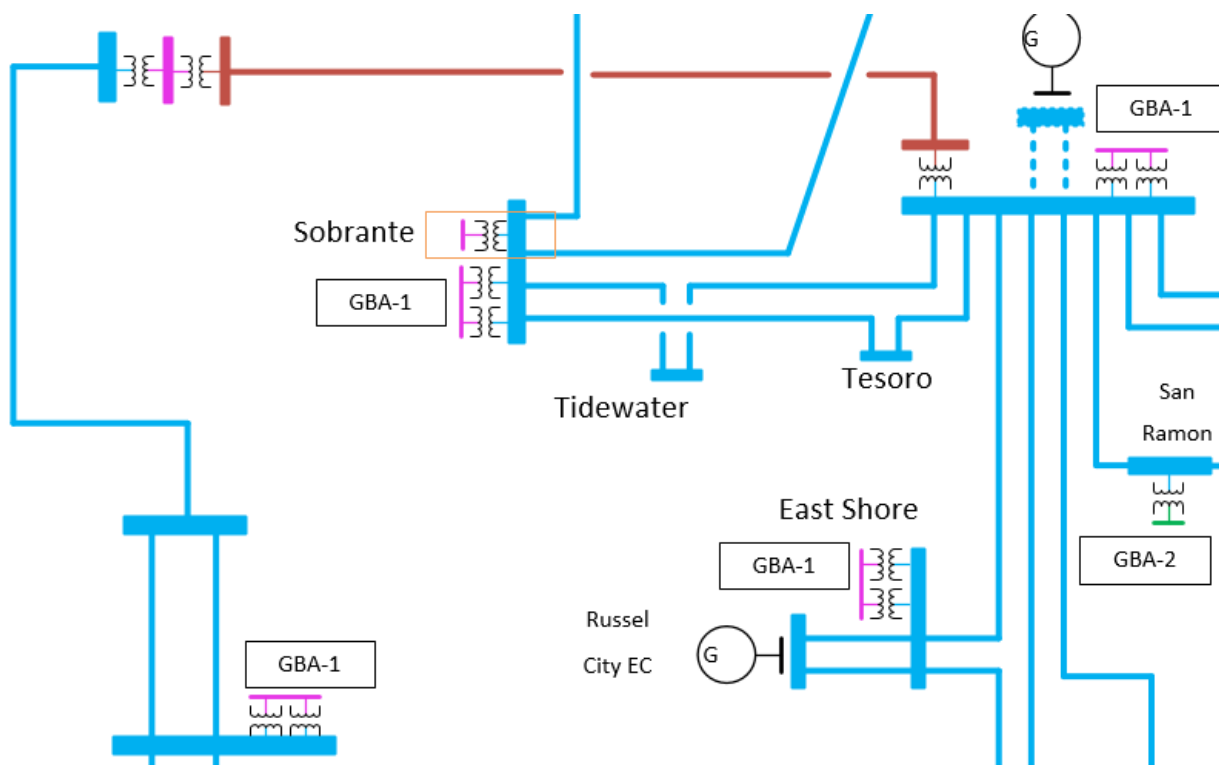 G
GBA-1
Sobrante
GBA-1
Tidewater
Tesoro
San
Ramon
East Shore
GBA-1
GBA-2
Russel
City EC
G
GBA-1